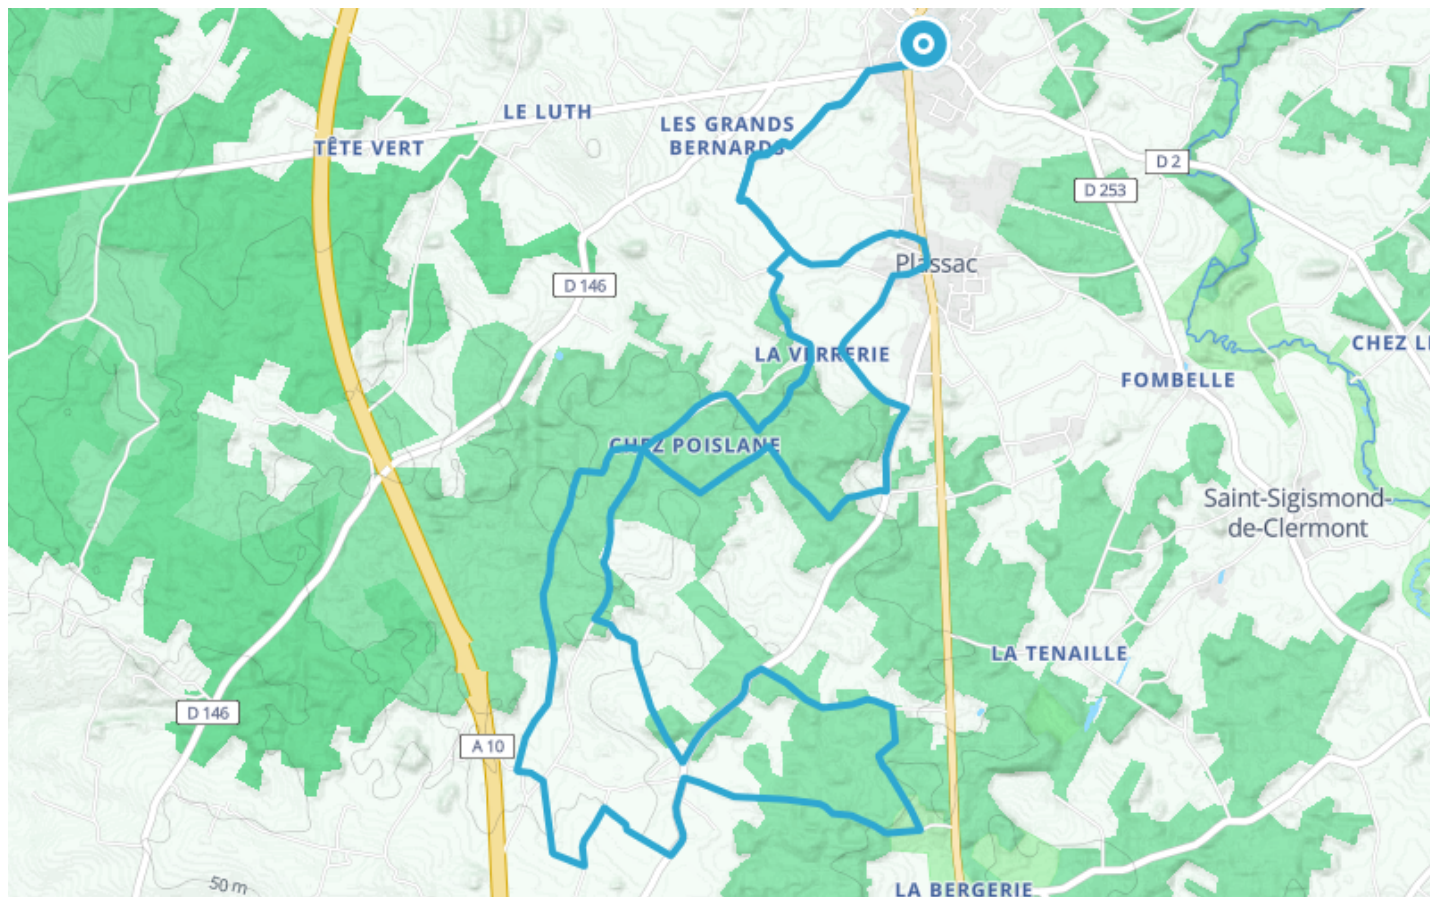 LE LUTH
LES GRANDS
BERNARDS
TÊTE VERT
D 2
D 253
Plassac
D 146
CHEZ LE
LA VERRERIE
FOMBELLE
CHEZ POISLANE
Saint-Sigismond-
de-Clermont
LA TENAILLE
D 146
A 10
50 m
LA BERGERIE